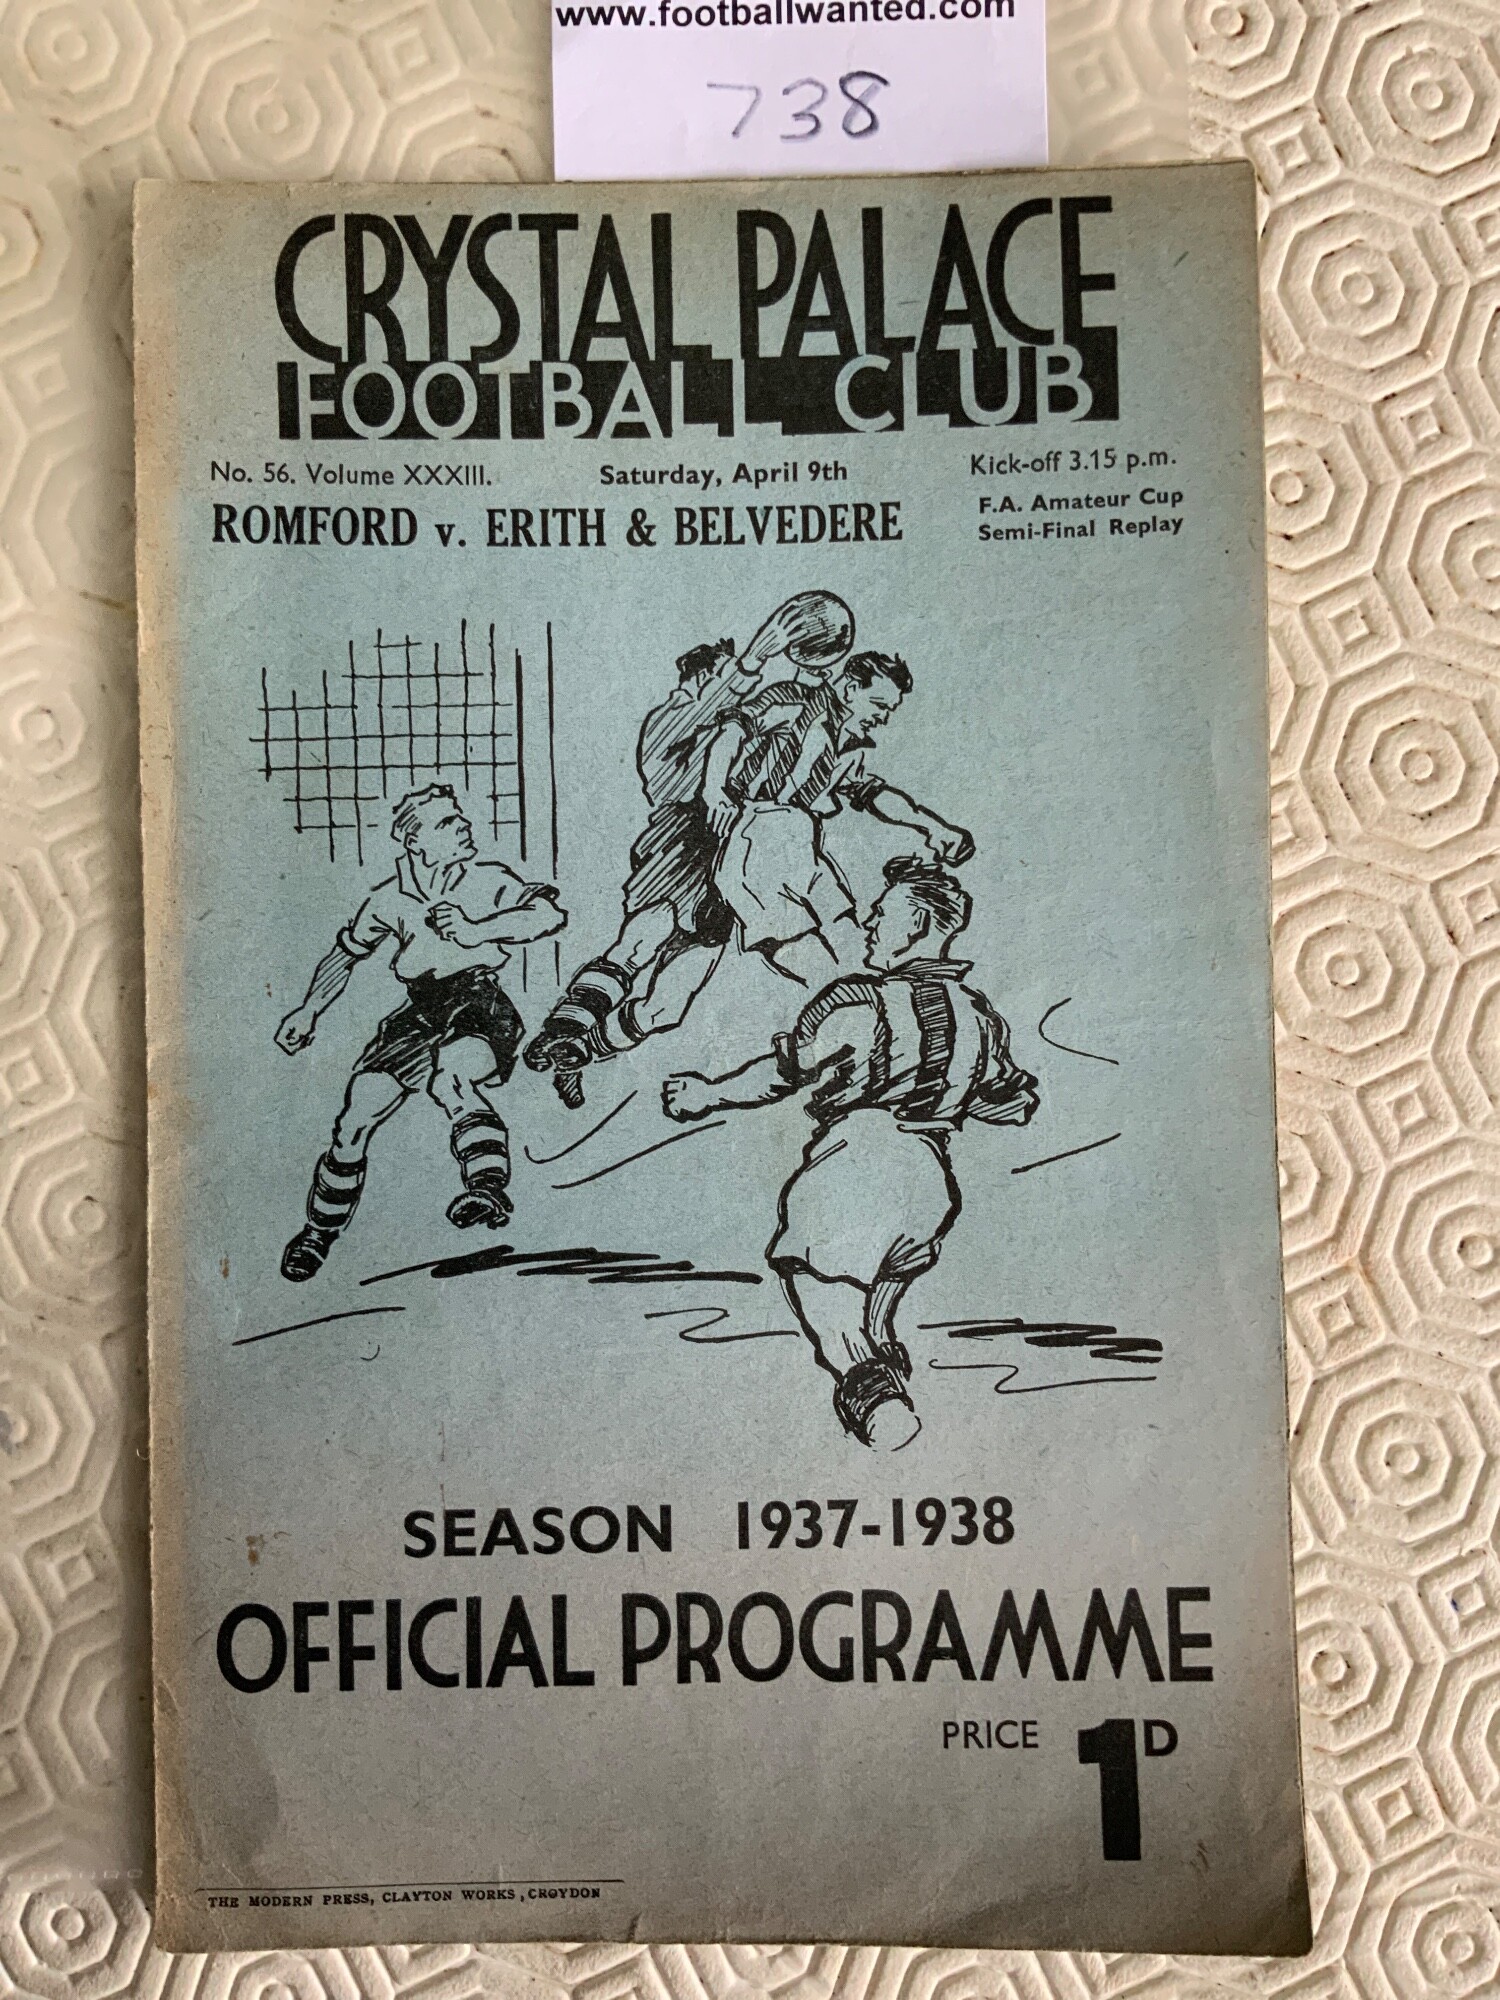 www.footballwanted.com
738
CRYSTAL PALACE
FOOTBALL CLUB
No. 56. Volume XXXIII.
Saturday, April 9th
Kick-off 3.15 p.m.
ROMFORD v. ERITH & BELVEDERE
F.A. Amateur Cup
Semi-Final Replay
SEASON 1937-1938
OFFICIAL PROGRAMME
PRICE 1D
THE MODERN PRESS, CLAYTON WORKS, CROYDON